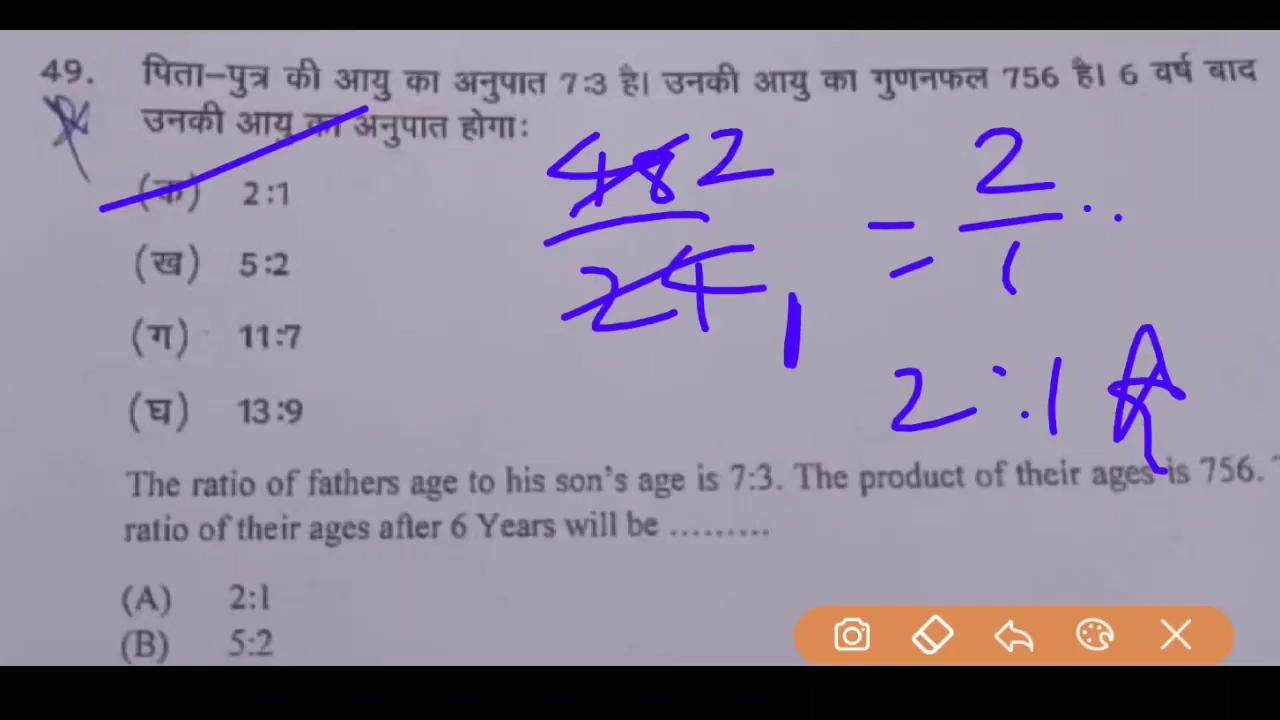 49. पिता-पुत्र की आयु का अनुपात 7:3 है। उनकी आयु का गुणनफल 756 है। 6 वर्ष बाद
उनकी आयु का अनुपात होगाः
(क) 2:1
(ख) 5:2
(ग) 11:7
(घ) 13:9
48 2
24 1
= 2
1
2:1 A
The ratio of fathers age to his son's age is 7:3. The product of their ages is 756.
ratio of their ages after 6 Years will be .........
(A) 2:1
(B) 5:2